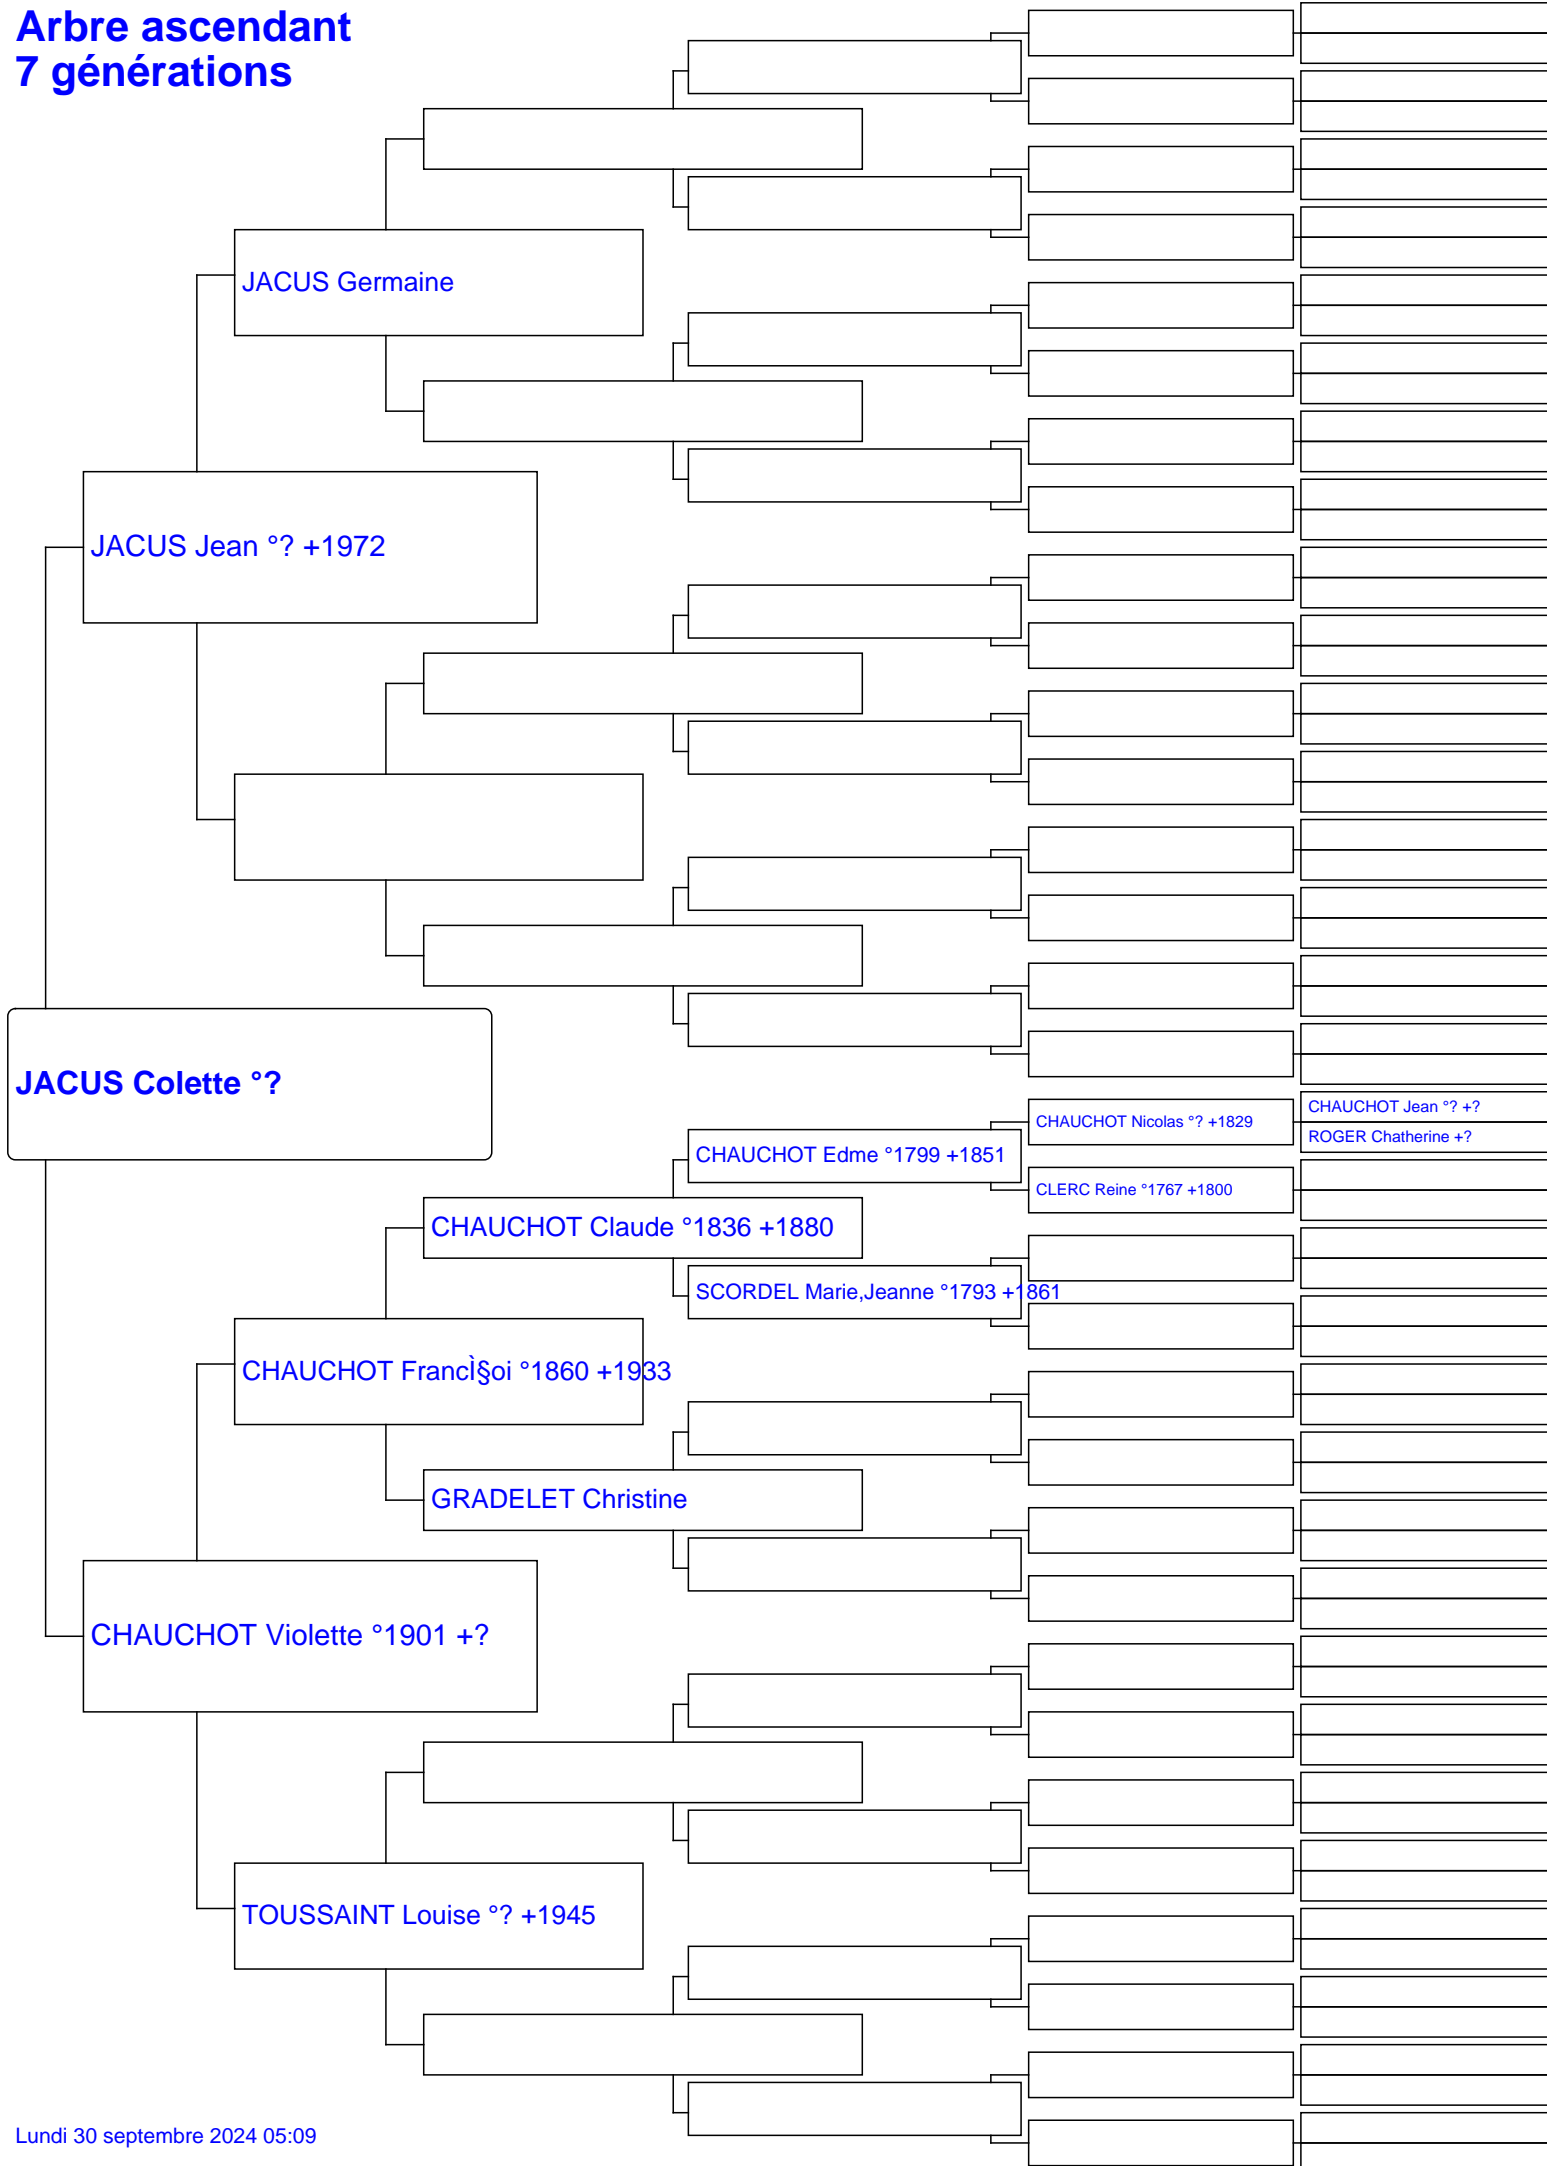 Arbre ascendant
7 générations
JACUS Germaine
JACUS Jean °? +1972
JACUS Colette °?
CHAUCHOT Jean °? +?
CHAUCHOT Nicolas °? +1829
ROGER Chatherine +?
CHAUCHOT Edme °1799 +1851
CLERC Reine °1767 +1800
CHAUCHOT Claude °1836 +1880
SCORDEL Marie,Jeanne °1793 +1861
CHAUCHOT FrancÌ§oi °1860 +1933
GRADELET Christine
CHAUCHOT Violette °1901 +?
TOUSSAINT Louise °? +1945
Lundi 30 septembre 2024 05:09